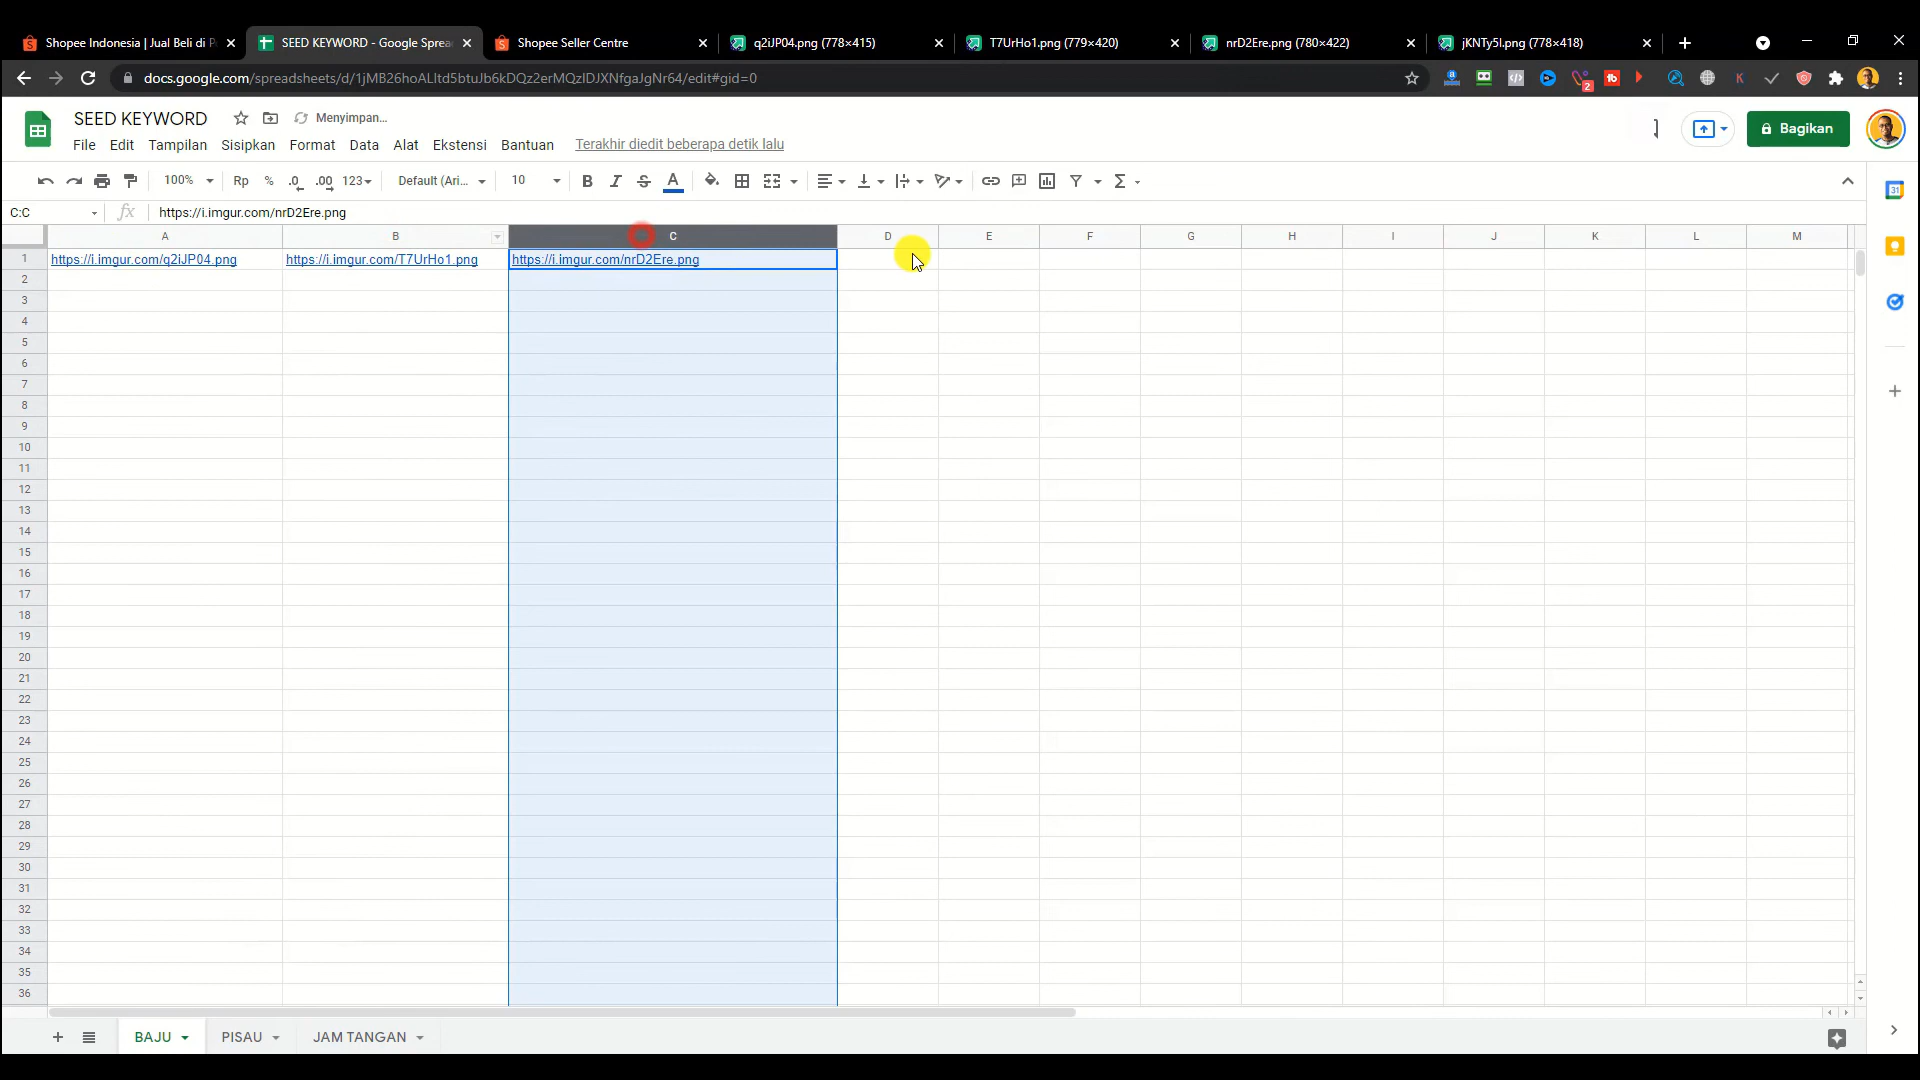 Shopee Indonesia | Jual Beli di P
SEED KEYWORD - Google Sprea
Shopee Seller Centre
q2iJP04.png (778×415)
T7UrHo1.png (779×420)
nrD2Ere.png (780×422)
jKNTy5I.png (778×418)
docs.google.com/spreadsheets/d/1jMB26hoALItd5btuJb6kDQz2erMQzIDJXNfgaJgNr64/edit#gid=0
SEED KEYWORD
Menyimpan...
File Edit Tampilan Sisipkan Format Data Alat Ekstensi Bantuan Terakhir diedit beberapa detik lalu
Bagikan
100% Rp % .0 .00 123 Default (Ari... 10 B I S A
C:C fx https://i.imgur.com/nrD2Ere.png
A B C D E F G H I J K L M
1 https://i.imgur.com/q2iJP04.png https://i.imgur.com/T7UrHo1.png https://i.imgur.com/nrD2Ere.png
2
3
4
5
6
7
8
9
10
11
12
13
14
15
16
17
18
19
20
21
22
23
24
25
26
27
28
29
30
31
32
33
34
35
36
BAJU PISAU JAM TANGAN